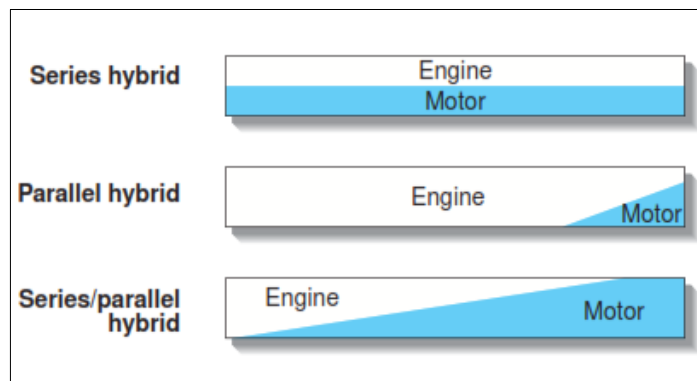 Series hybrid
Engine
Motor
Parallel hybrid
Engine
Motor
Series/parallel
hybrid
Engine
Motor